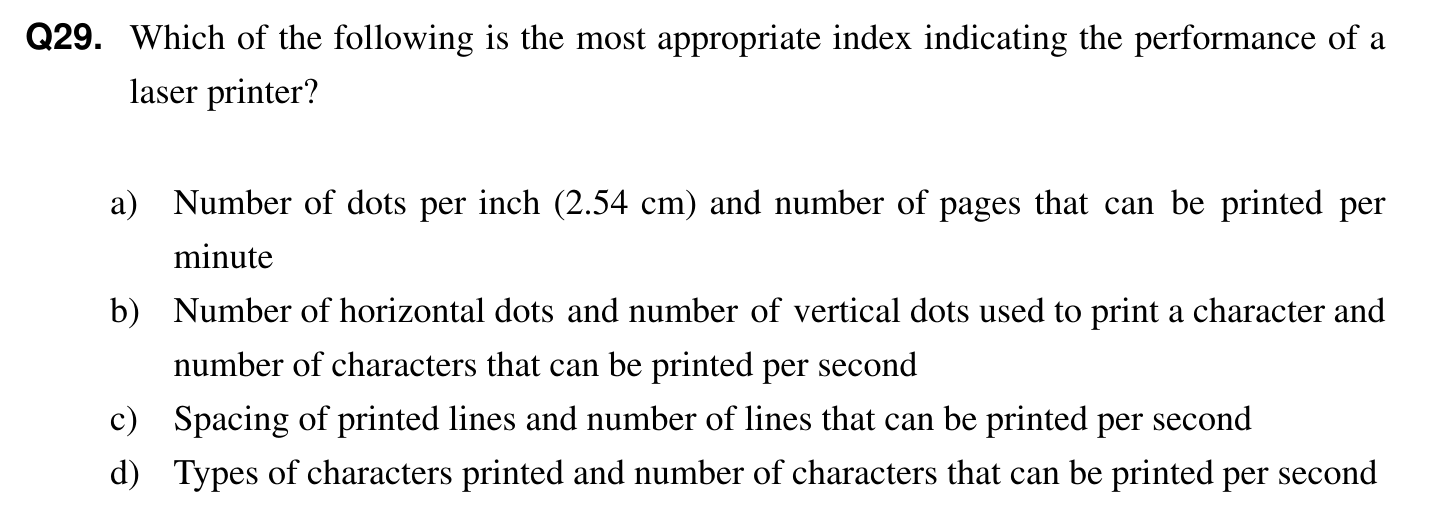 Q29. Which of the following is the most appropriate index indicating the performance of a
laser printer?
a) Number of dots per inch (2.54 cm) and number of pages that can be printed per
minute
b) Number of horizontal dots and number of vertical dots used to print a character and
number of characters that can be printed per second
c) Spacing of printed lines and number of lines that can be printed per second
d) Types of characters printed and number of characters that can be printed per second